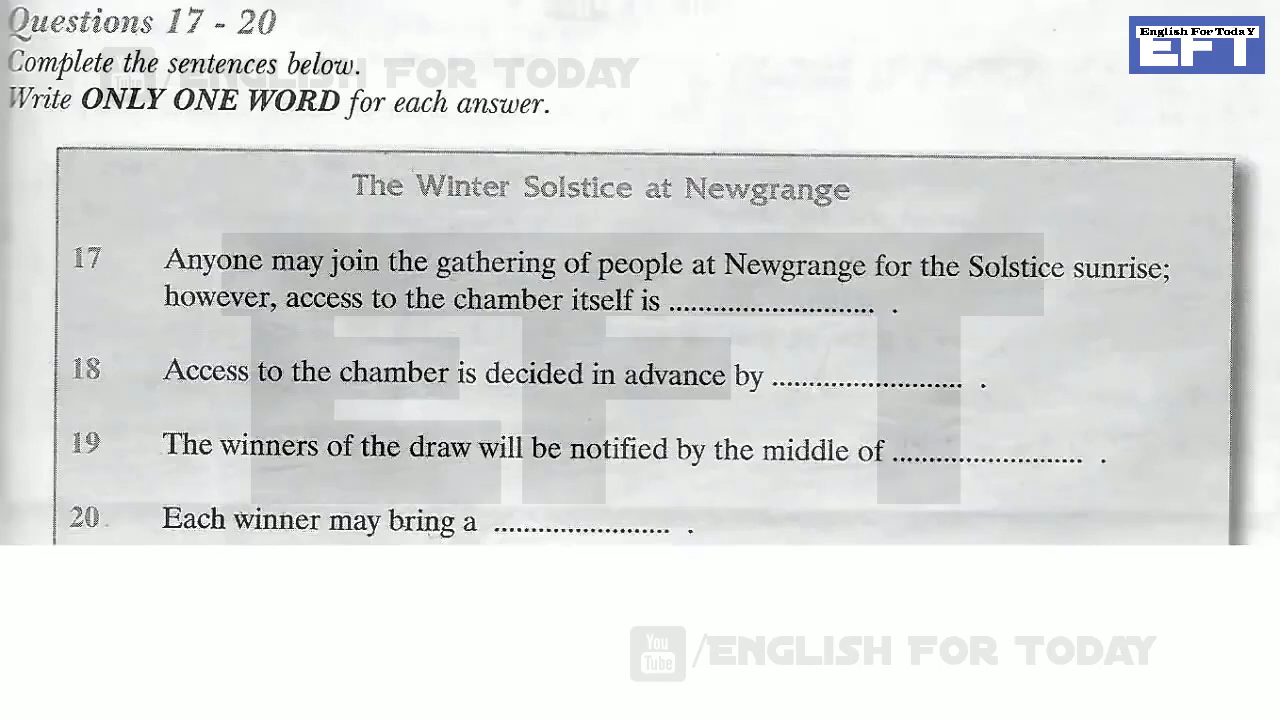 Questions 17 - 20
English For TodaY
EFT
Complete the sentences below.
/ENGLISH FOR TODAY
Write ONLY ONE WORD for each answer.
The Winter Solstice at Newgrange
17 Anyone may join the gathering of people at Newgrange for the Solstice sunrise;
however, access to the chamber itself is ............................ .
18 Access to the chamber is decided in advance by .......................... .
19 The winners of the draw will be notified by the middle of .......................... .
20 Each winner may bring a ........................ .
EFT
You
Tube
/ENGLISH FOR TODAY